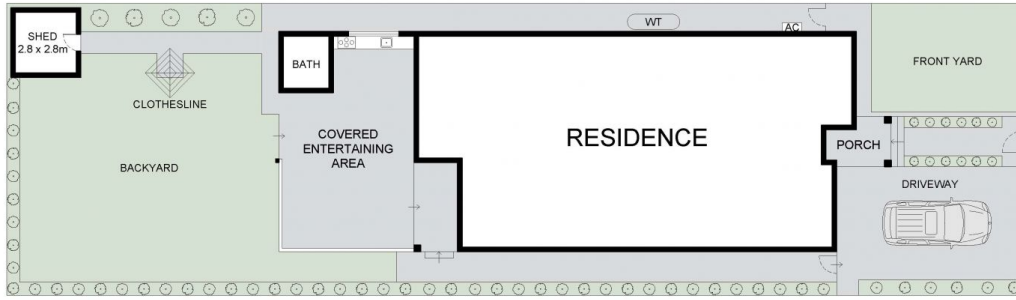 SHED
2.8 x 2.8m
WT
AC
BATH
FRONT YARD
CLOTHESLINE
COVERED
ENTERTAINING
AREA
RESIDENCE
PORCH
BACKYARD
DRIVEWAY